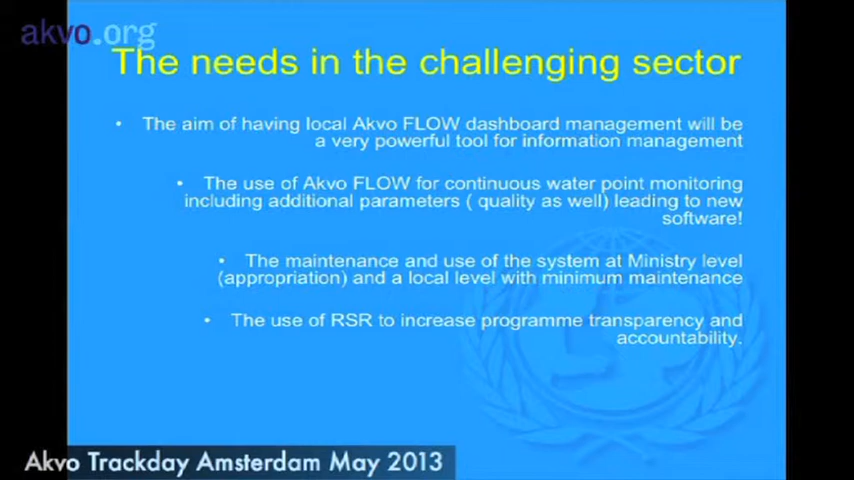 akvo.org
The needs in the challenging sector
• The aim of having local Akvo FLOW dashboard management will be
a very powerful tool for information management
• The use of Akvo FLOW for continuous water point monitoring
including additional parameters ( quality as well) leading to new
software!
• The maintenance and use of the system at Ministry level
(appropriation) and a local level with minimum maintenance
• The use of RSR to increase programme transparency and
accountability.
Akvo Trackday Amsterdam May 2013